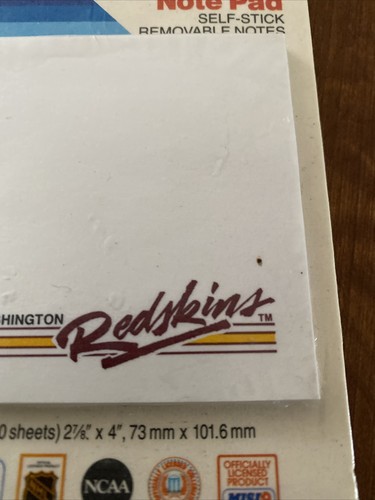 Note Pad
SELF-STICK
REMOVABLE NOTES
SHINGTON
Redskins TM
0 sheets) 2⅞" x 4", 73 mm x 101.6 mm
NCAA
OFFICIALLY
LICENSED
PRODUCT